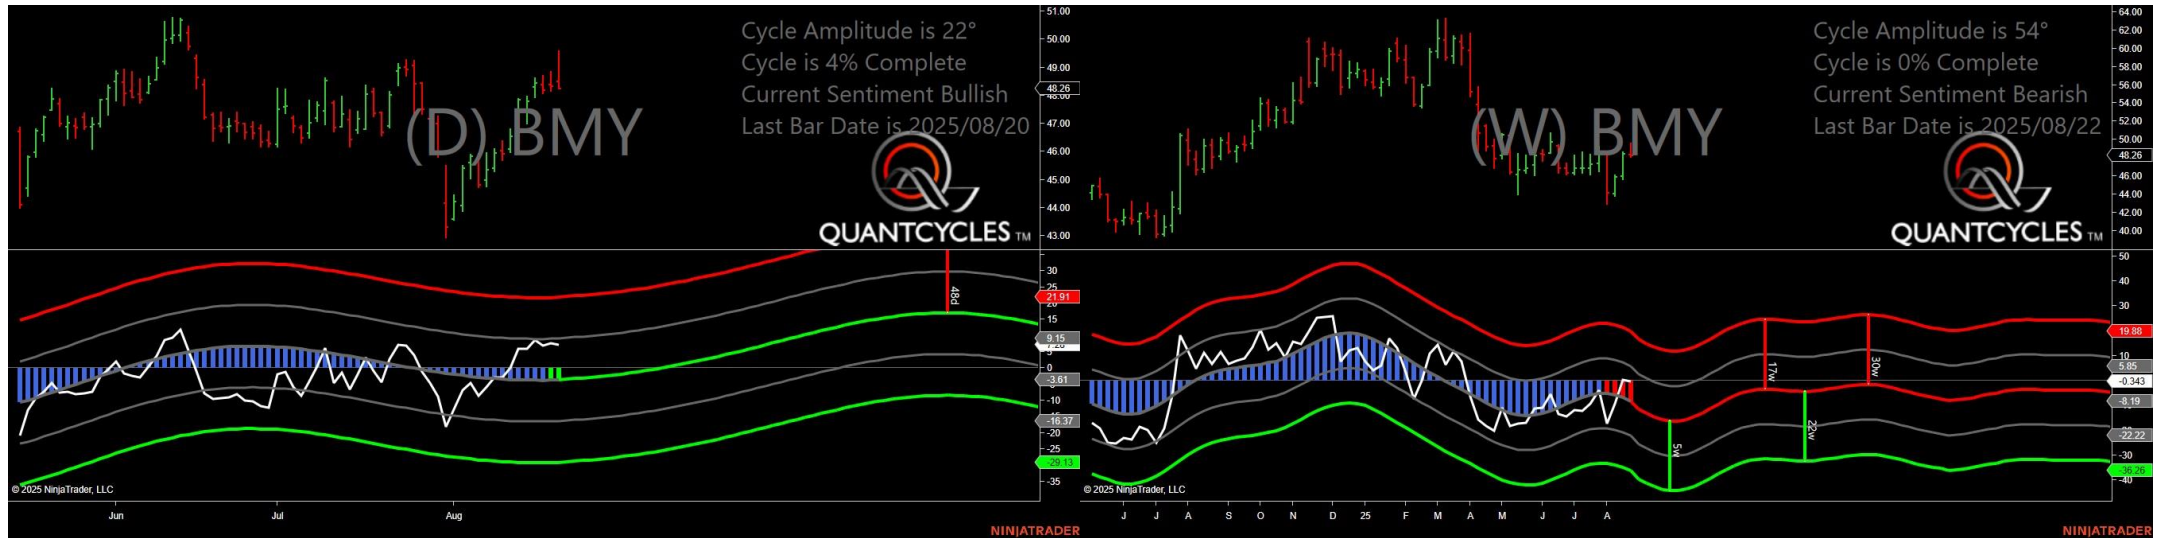 Cycle Amplitude is 22°
Cycle is 4% Complete
Current Sentiment Bullish
Last Bar Date is 2025/08/20
(D) BMY
QUANTCYCLES TM
51.00
50.00
49.00
48.26
48.00
47.00
46.00
45.00
44.00
43.00
48d
30
21.91
15
9.15
0
-3.61
-10
-16.37
-20
-25
-29.13
-35
© 2025 NinjaTrader, LLC
Jun Jul Aug
NINJATRADER
Cycle Amplitude is 54°
Cycle is 0% Complete
Current Sentiment Bearish
Last Bar Date is 2025/08/22
(W) BMY
QUANTCYCLES TM
64.00
62.00
60.00
58.00
56.00
54.00
52.00
50.00
48.26
46.00
44.00
42.00
40.00
5w
17w
22w
30w
50
40
30
19.88
10
5.85
-0.343
-8.19
-22.22
-30
-36.26
-40
© 2025 NinjaTrader, LLC
J J A S O N D 25 F M A M J J A
NINJATRADER